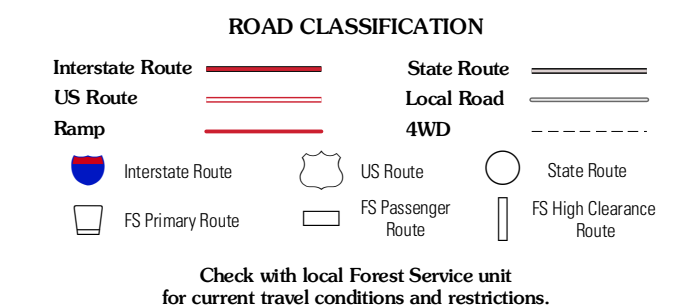 ROAD CLASSIFICATION
Interstate Route
State Route
US Route
Local Road
Ramp
4WD
Interstate Route
US Route
State Route
FS Primary Route
FS Passenger
Route
FS High Clearance
Route
Check with local Forest Service unit
for current travel conditions and restrictions.